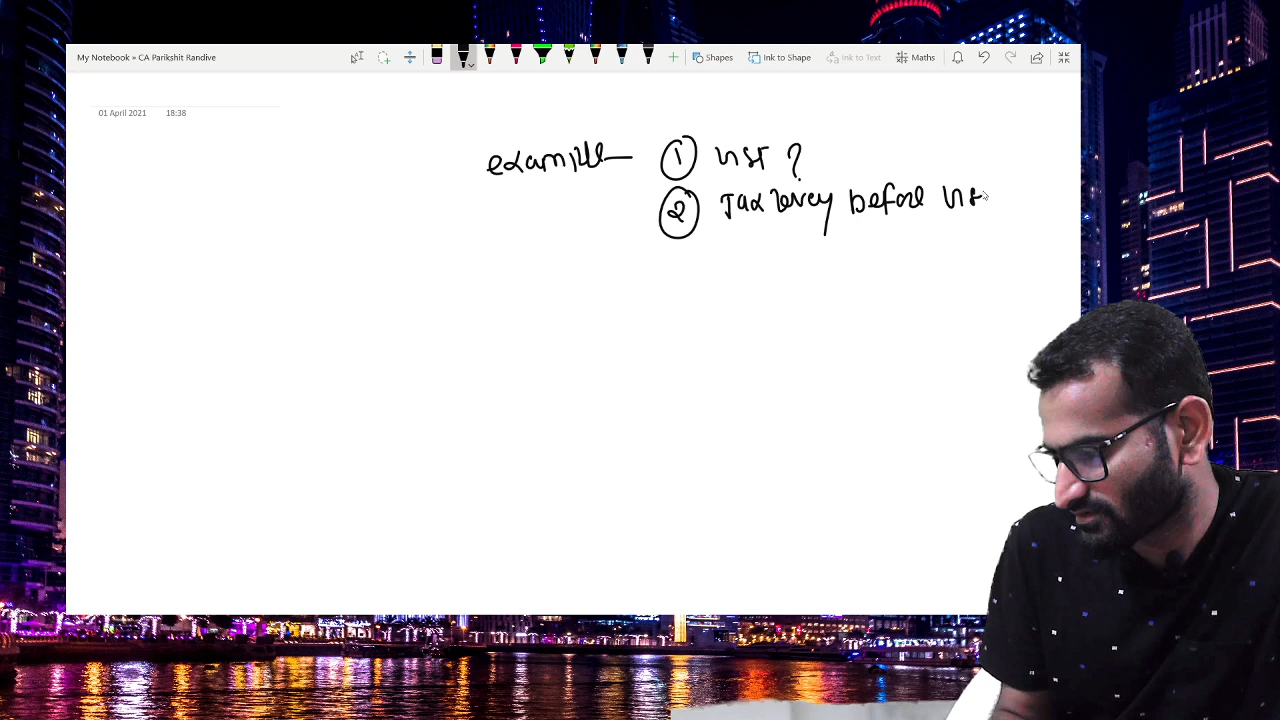 My Notebook » CA Parikshit Randive
Shapes
Ink to Shape
Ink to Text
Maths
01 April 2021 18:38
example – ① GST ?
② Tax levy before GS